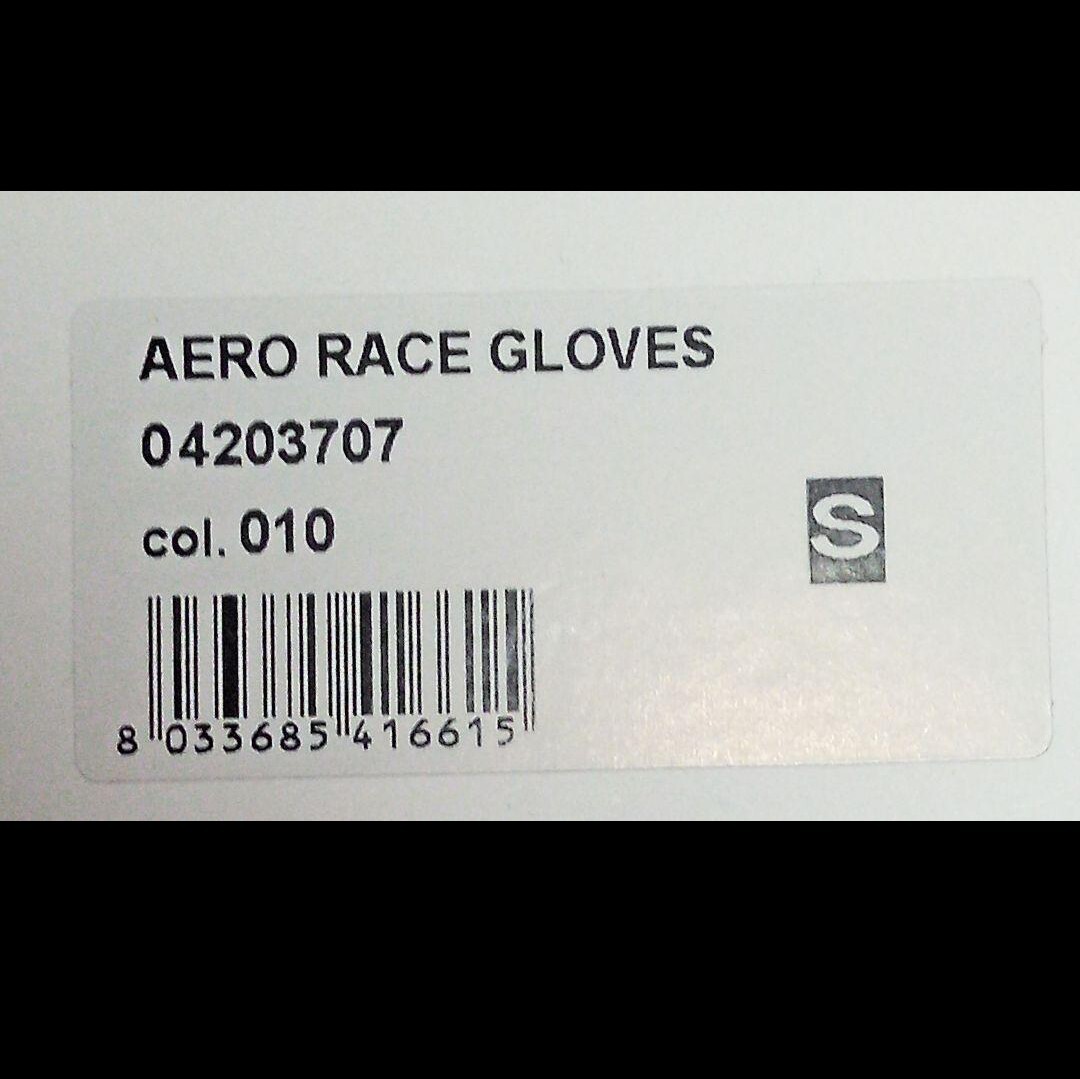 AERO RACE GLOVES
04203707
col. 010
S
8 033685 416615